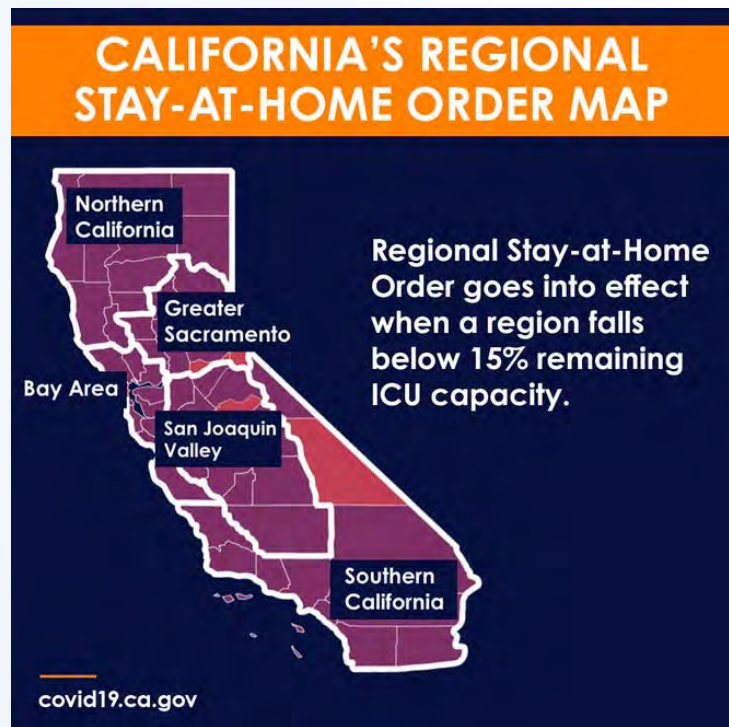 CALIFORNIA'S REGIONAL
STAY-AT-HOME ORDER MAP
Northern
California
Greater
Sacramento
Bay Area
San Joaquin
Valley
Southern
California
Regional Stay-at-Home
Order goes into effect
when a region falls
below 15% remaining
ICU capacity.
covid19.ca.gov